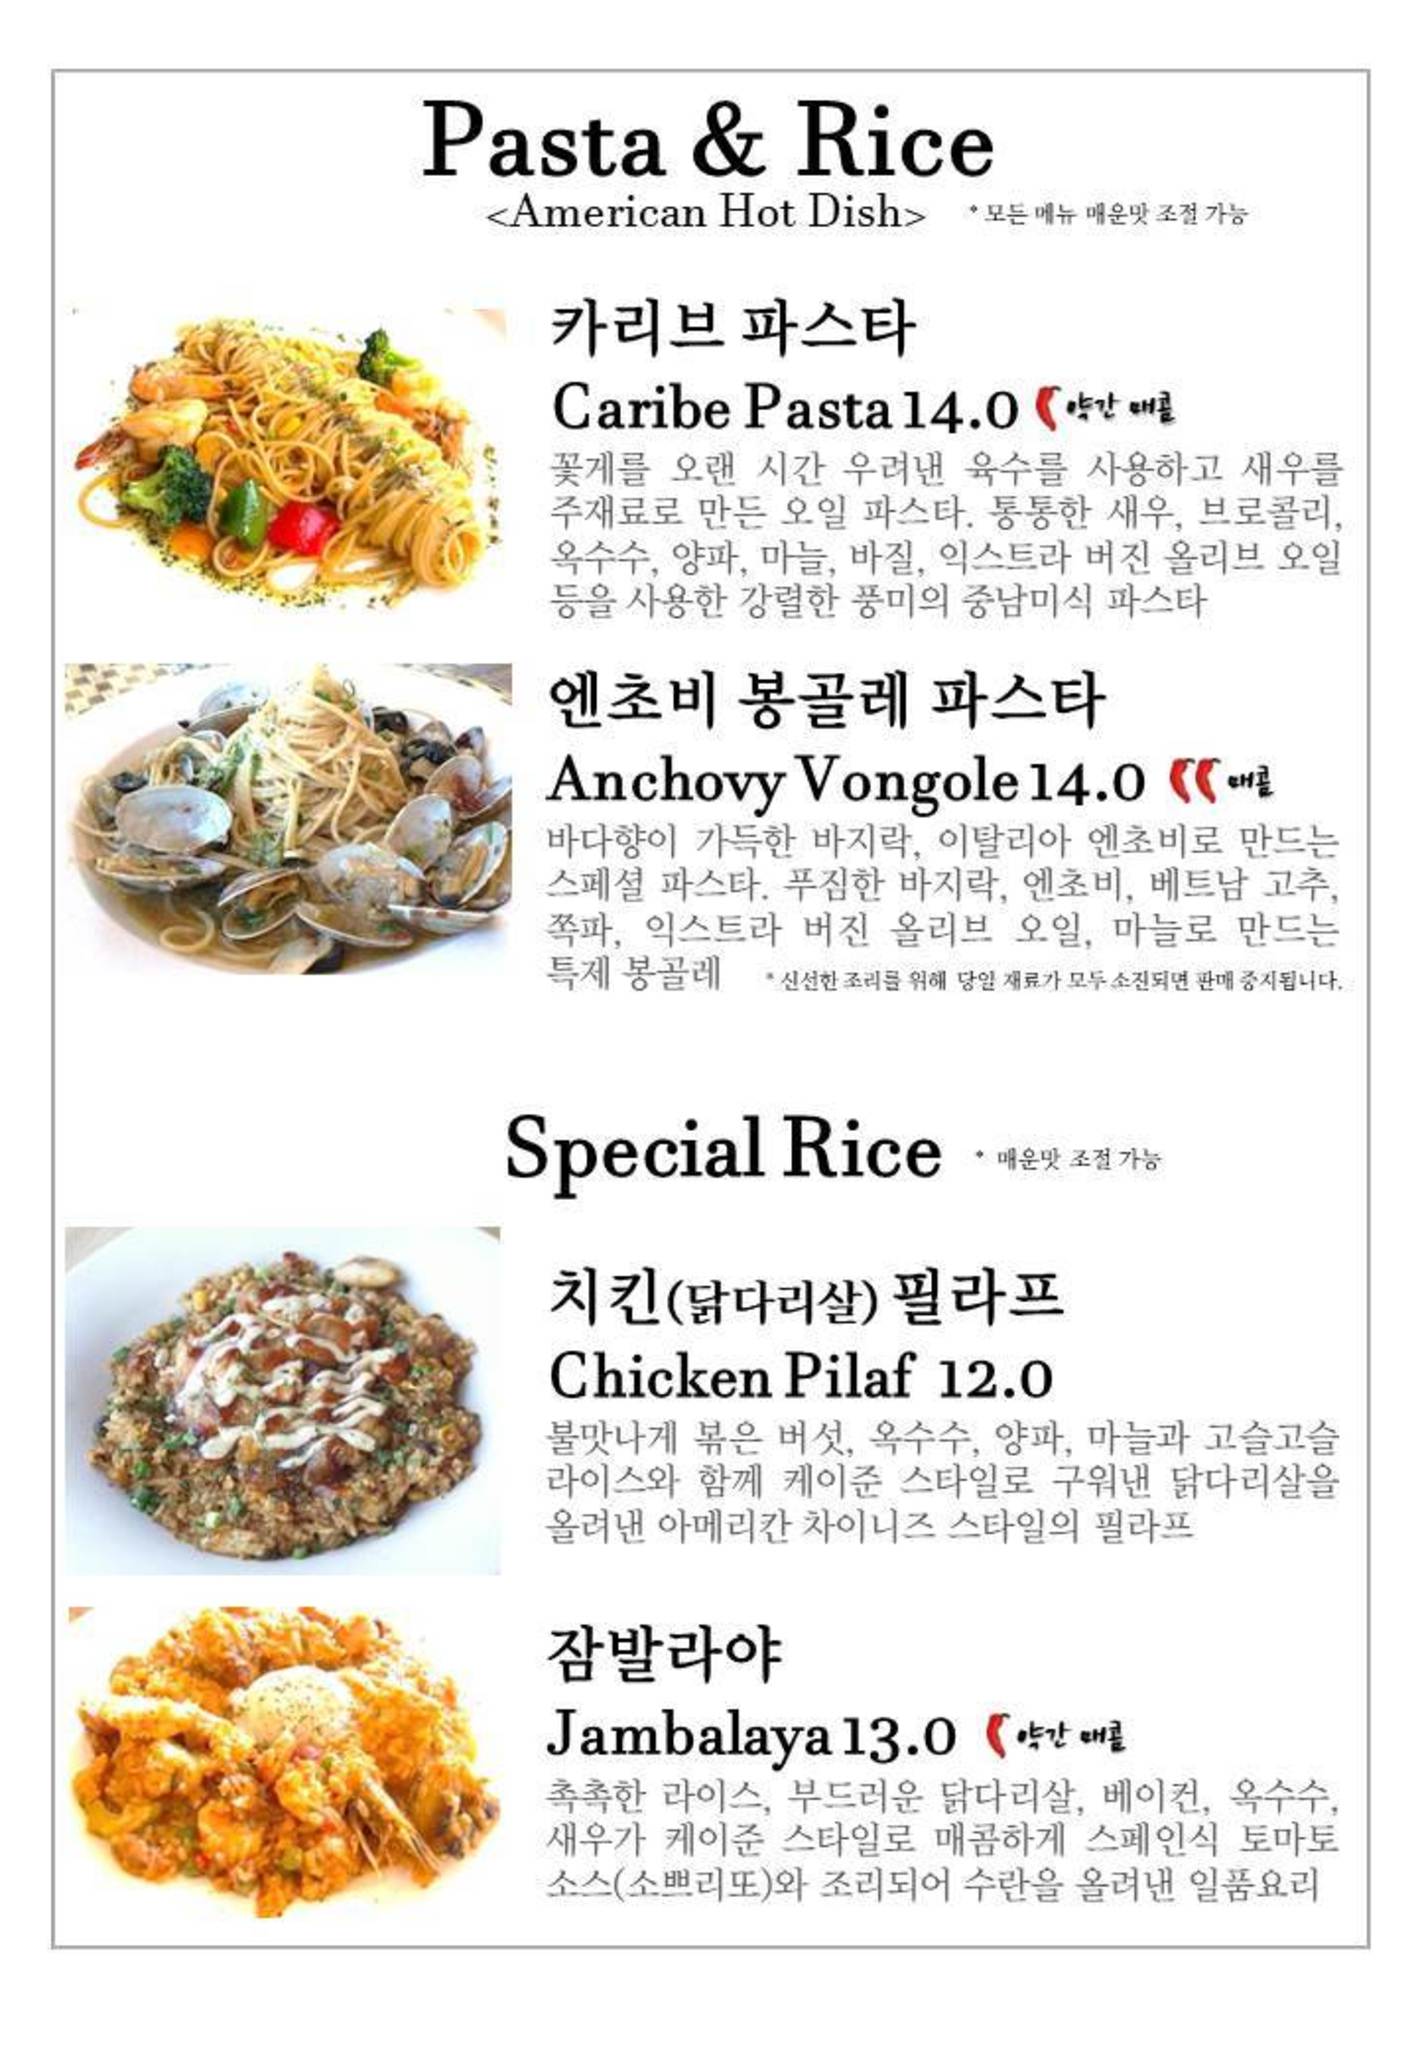 Pasta & Rice
<American Hot Dish> * 모든 메뉴 매운맛 조절 가능
카리브 파스타
Caribe Pasta 14.0 약간 매콤
꽃게를 오랜 시간 우려낸 육수를 사용하고 새우를
주재료로 만든 오일 파스타. 통통한 새우, 브로콜리,
옥수수, 양파, 마늘, 바질, 익스트라 버진 올리브 오일
등을 사용한 강렬한 풍미의 중남미식 파스타
엔초비 봉골레 파스타
Anchovy Vongole 14.0 매콤
바다향이 가득한 바지락, 이탈리아 엔초비로 만드는
스페셜 파스타. 푸짐한 바지락, 엔초비, 베트남 고추,
쪽파, 익스트라 버진 올리브 오일, 마늘로 만드는
특제 봉골레 * 신선한 조리를 위해 당일 재료가 모두 소진되면 판매 중지됩니다.
Special Rice * 매운맛 조절 가능
치킨(닭다리살) 필라프
Chicken Pilaf 12.0
불맛나게 볶은 버섯, 옥수수, 양파, 마늘과 고슬고슬
라이스와 함께 케이준 스타일로 구워낸 닭다리살을
올려낸 아메리칸 차이니즈 스타일의 필라프
잠발라야
Jambalaya 13.0 약간 매콤
촉촉한 라이스, 부드러운 닭다리살, 베이컨, 옥수수,
새우가 케이준 스타일로 매콤하게 스페인식 토마토
소스(소쁘리또)와 조리되어 수란을 올려낸 일품요리